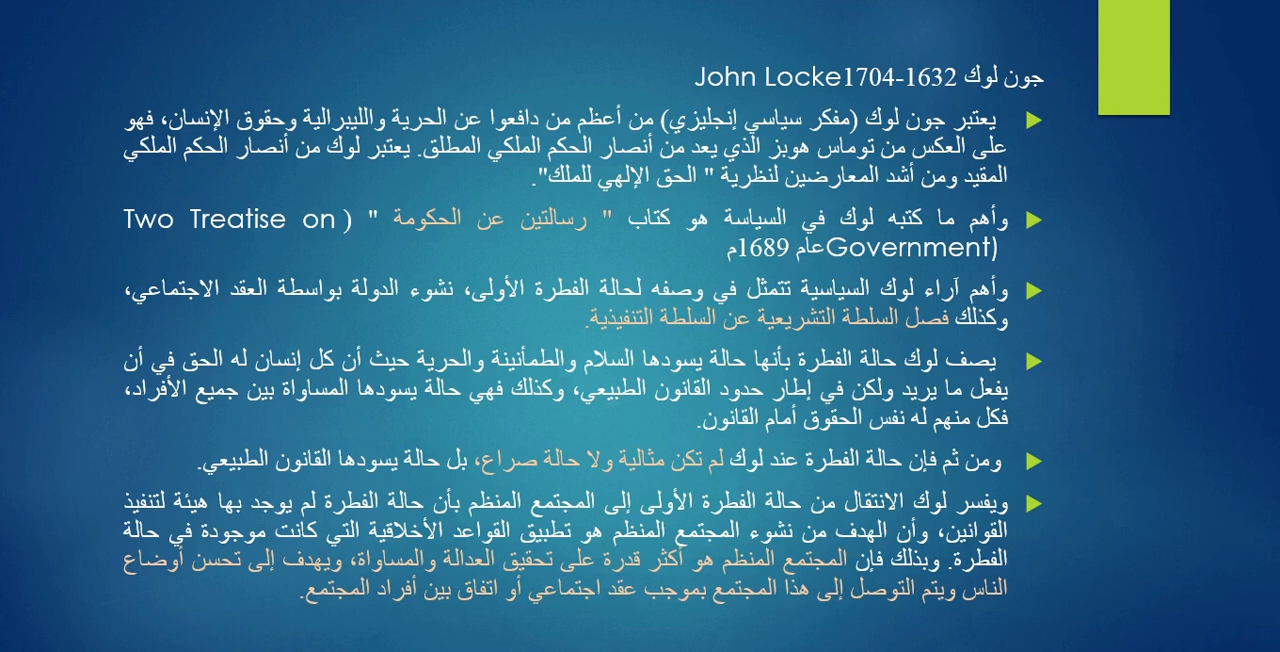 جون لوك 1632-1704John Locke
يعتبر جون لوك (مفكر سياسي إنجليزي) من أعظم من دافعوا عن الحرية والليبرالية وحقوق الإنسان، فهو
على العكس من توماس هوبز الذي يعد من أنصار الحكم الملكي المطلق. يعتبر لوك من أنصار الحكم الملكي
المقيد ومن أشد المعارضين لنظرية " الحق الإلهي للملك".
وأهم ما كتبه لوك في السياسة هو كتاب " رسالتين عن الحكومة " ( Two Treatise on
Government)عام 1689م
وأهم آراء لوك السياسية تتمثل في وصفه لحالة الفطرة الأولى، نشوء الدولة بواسطة العقد الاجتماعي،
وكذلك فصل السلطة التشريعية عن السلطة التنفيذية.
يصف لوك حالة الفطرة بأنها حالة يسودها السلام والطمأنينة والحرية حيث أن كل إنسان له الحق في أن
يفعل ما يريد ولكن في إطار حدود القانون الطبيعي، وكذلك فهي حالة يسودها المساواة بين جميع الأفراد،
فكل منهم له نفس الحقوق أمام القانون.
ومن ثم فإن حالة الفطرة عند لوك لم تكن مثالية ولا حالة صراع، بل حالة يسودها القانون الطبيعي.
ويفسر لوك الانتقال من حالة الفطرة الأولى إلى المجتمع المنظم بأن حالة الفطرة لم يوجد بها هيئة لتنفيذ
القوانين، وأن الهدف من نشوء المجتمع المنظم هو تطبيق القواعد الأخلاقية التي كانت موجودة في حالة
الفطرة. وبذلك فإن المجتمع المنظم هو أكثر قدرة على تحقيق العدالة والمساواة، ويهدف إلى تحسن أوضاع
الناس ويتم التوصل إلى هذا المجتمع بموجب عقد اجتماعي أو اتفاق بين أفراد المجتمع.